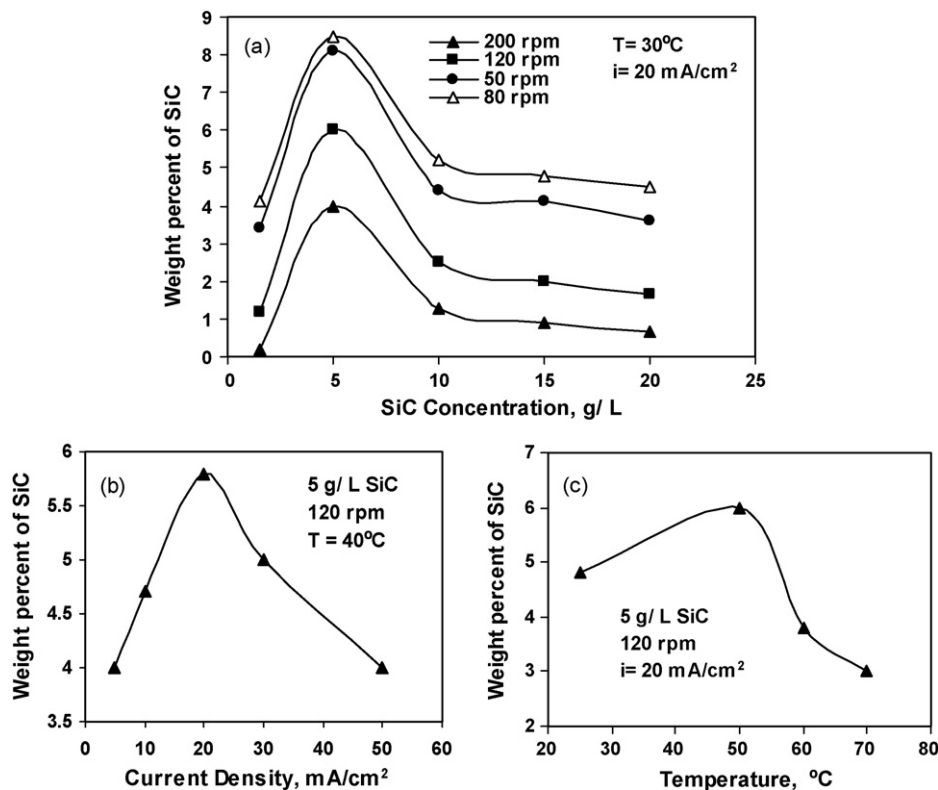 (a)
200 rpm
120 rpm
50 rpm
80 rpm
T= 30°C
i= 20 mA/cm²
Weight percent of SiC
9
8
7
6
5
4
3
2
1
0
0 5 10 15 20 25
SiC Concentration, g/ L
(b)
5 g/ L SiC
120 rpm
T = 40°C
Weight percent of SiC
6
5.5
5
4.5
4
3.5
0 10 20 30 40 50 60
Current Density, mA/cm²
(c)
5 g/ L SiC
120 rpm
i= 20 mA/cm²
Weight percent of SiC
7
6
5
4
3
2
20 30 40 50 60 70 80
Temperature, °C